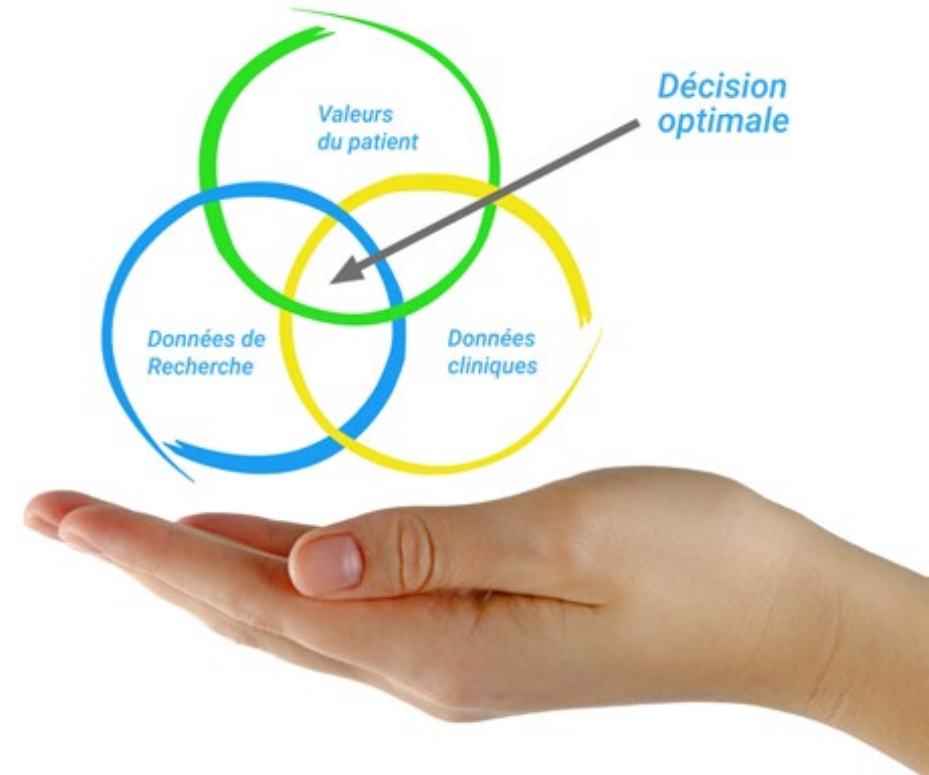 Décision
optimale
Valeurs
du patient
Données de
Recherche
Données
cliniques